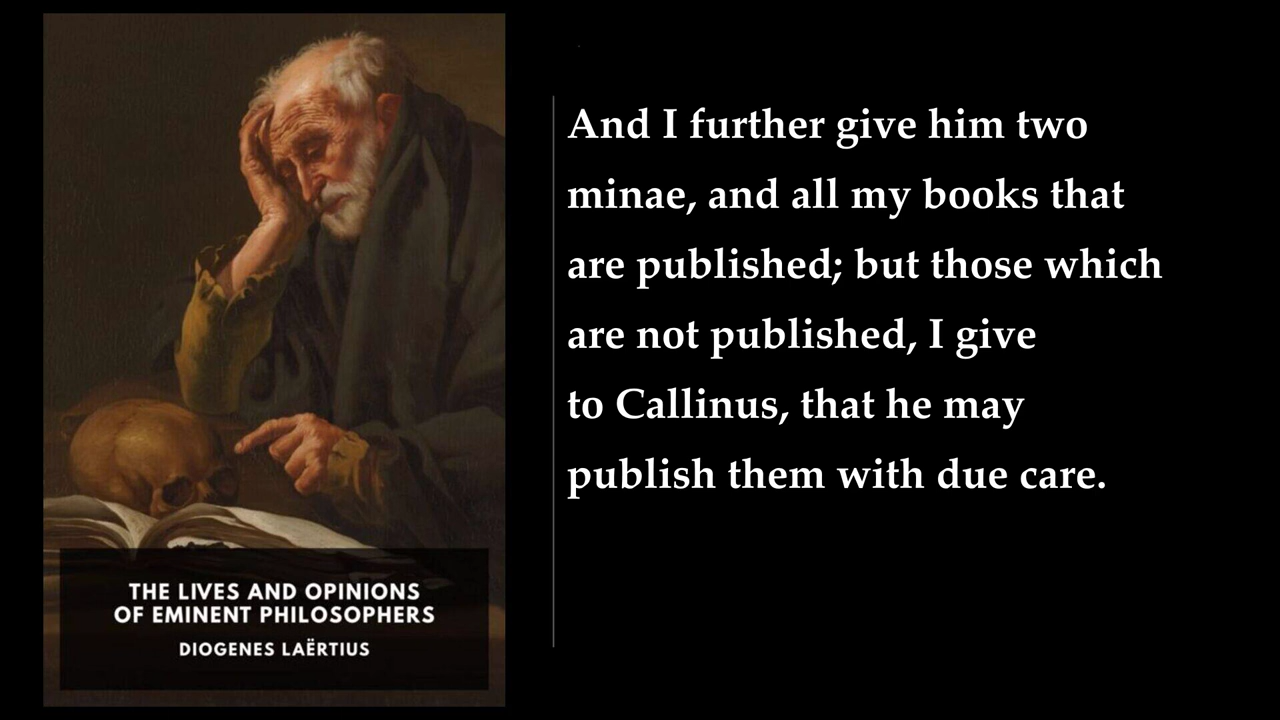 THE LIVES AND OPINIONS
OF EMINENT PHILOSOPHERS
DIOGENES LAËRTIUS
And I further give him two
minae, and all my books that
are published; but those which
are not published, I give
to Callinus, that he may
publish them with due care.